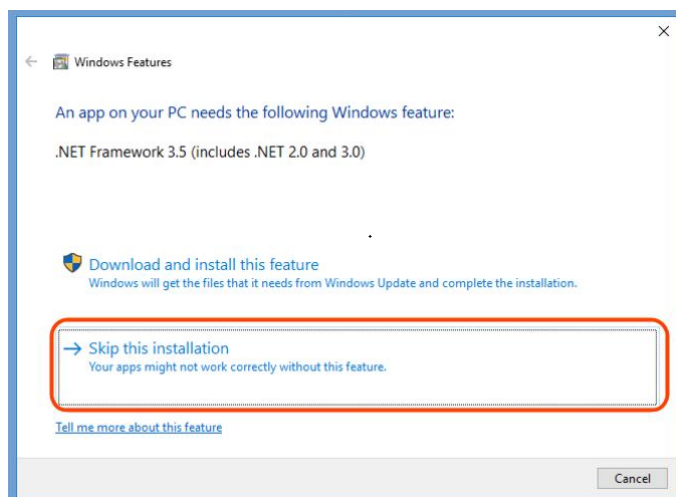 Windows Features
An app on your PC needs the following Windows feature:
.NET Framework 3.5 (includes .NET 2.0 and 3.0)
Download and install this feature
Windows will get the files that it needs from Windows Update and complete the installation.
Skip this installation
Your apps might not work correctly without this feature.
Tell me more about this feature
Cancel